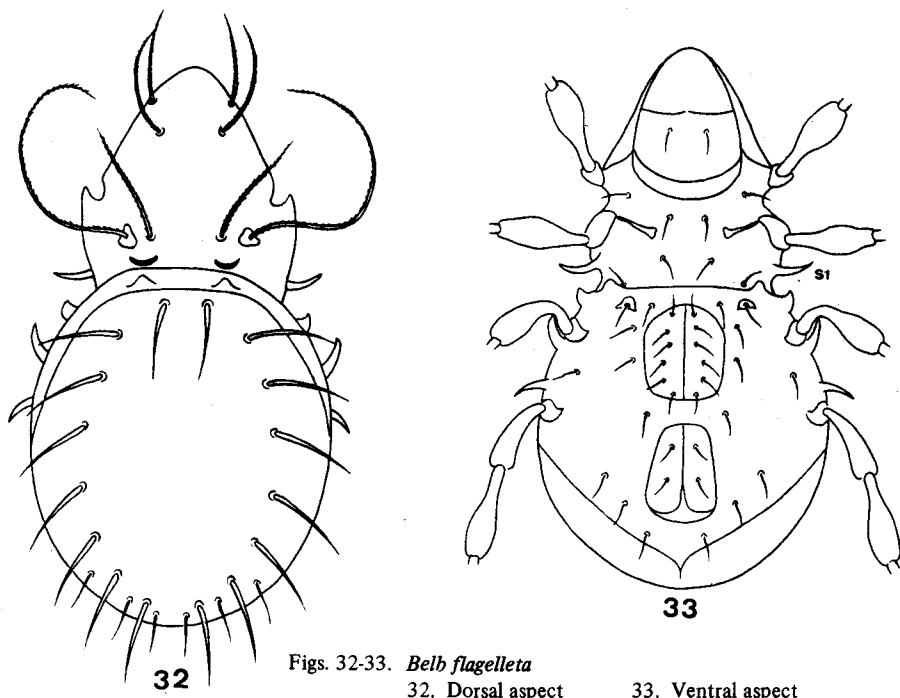 S1
33
32
Figs. 32-33. Belb flagelleta
32. Dorsal aspect 33. Ventral aspect